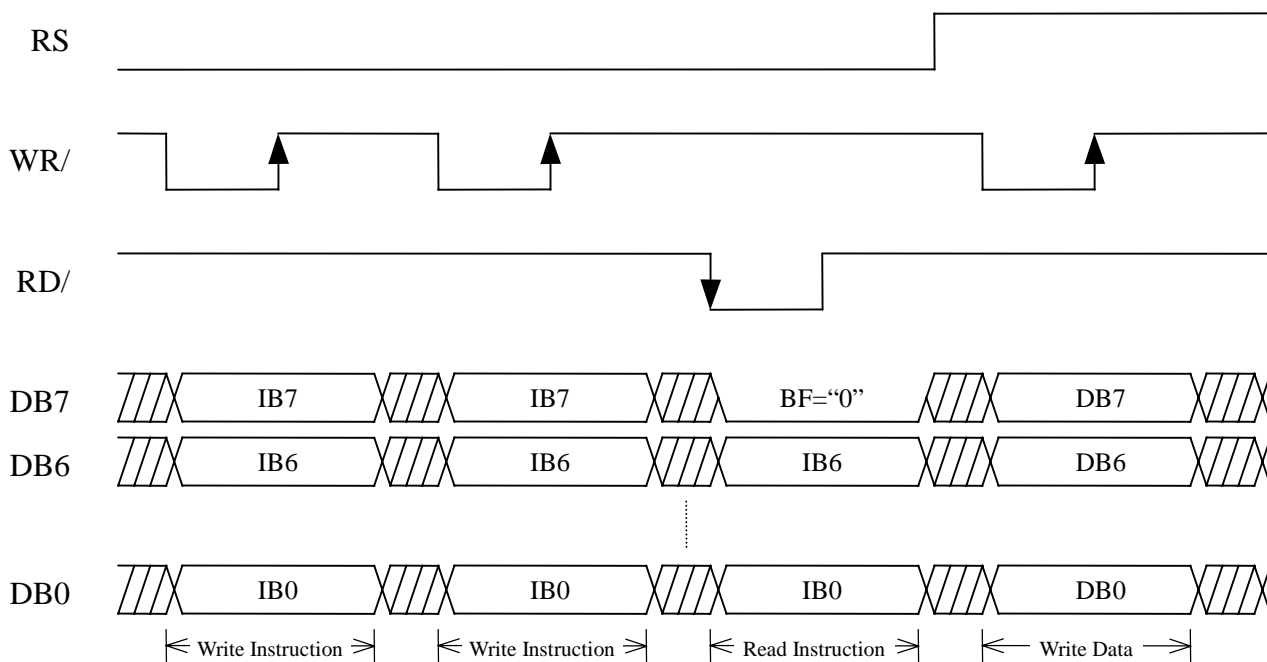 RS
WR/
RD/
DB7 IB7 IB7 BF=“0” DB7
DB6 IB6 IB6 IB6 DB6
DB0 IB0 IB0 IB0 DB0
Write Instruction Write Instruction Read Instruction Write Data